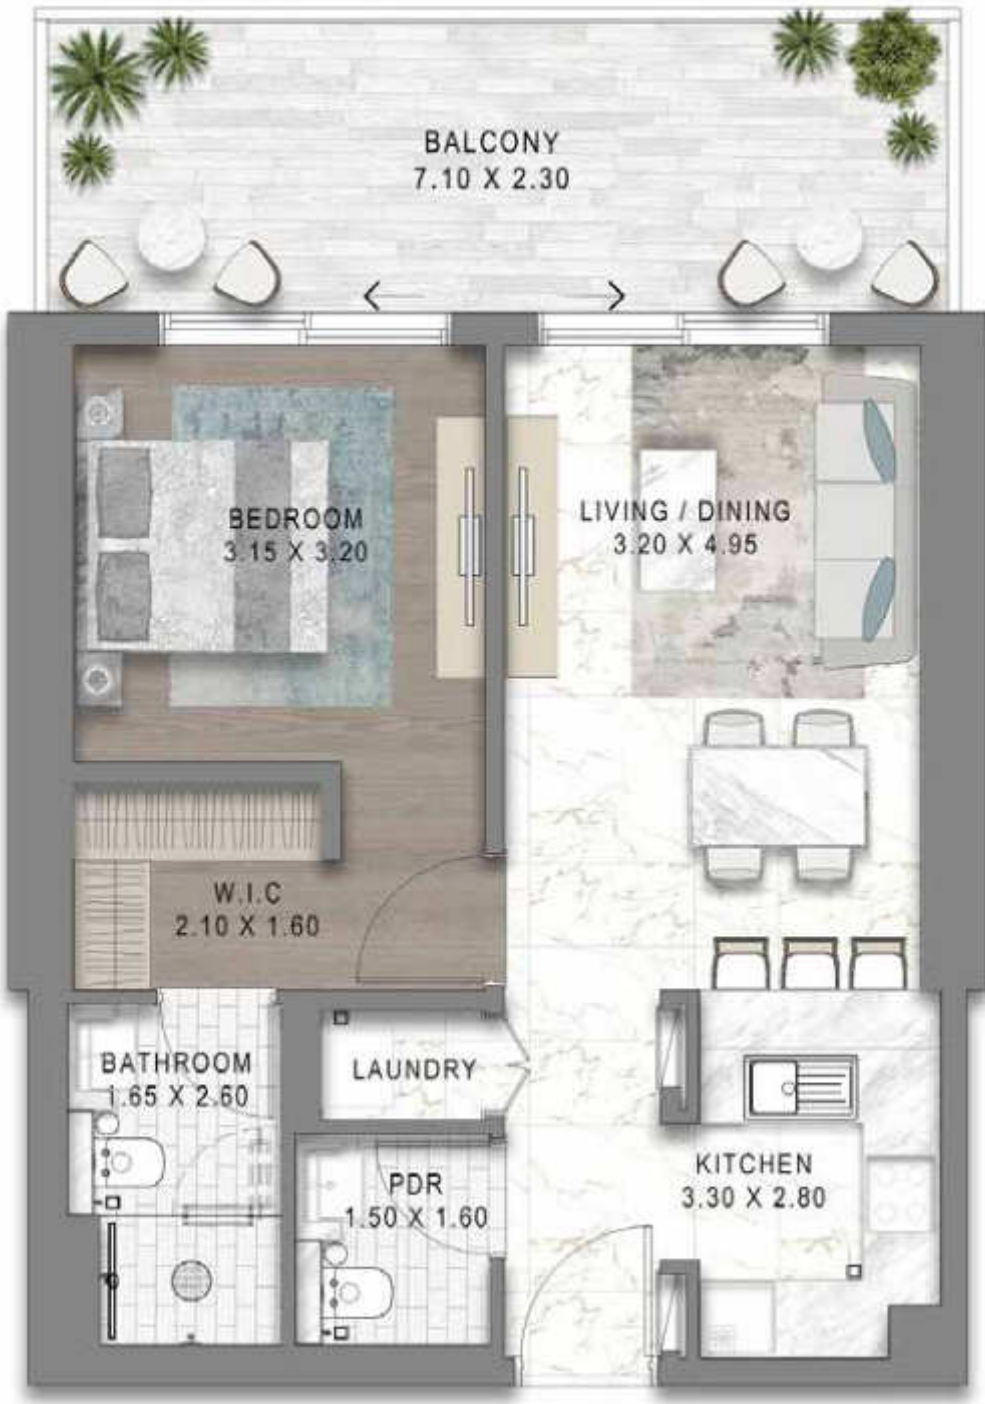 BALCONY
7.10 X 2.30
BEDROOM
3.15 X 3.20
LIVING / DINING
3.20 X 4.95
W.I.C
2.10 X 1.60
BATHROOM
1.65 X 2.60
LAUNDRY
PDR
1.50 X 1.60
KITCHEN
3.30 X 2.80